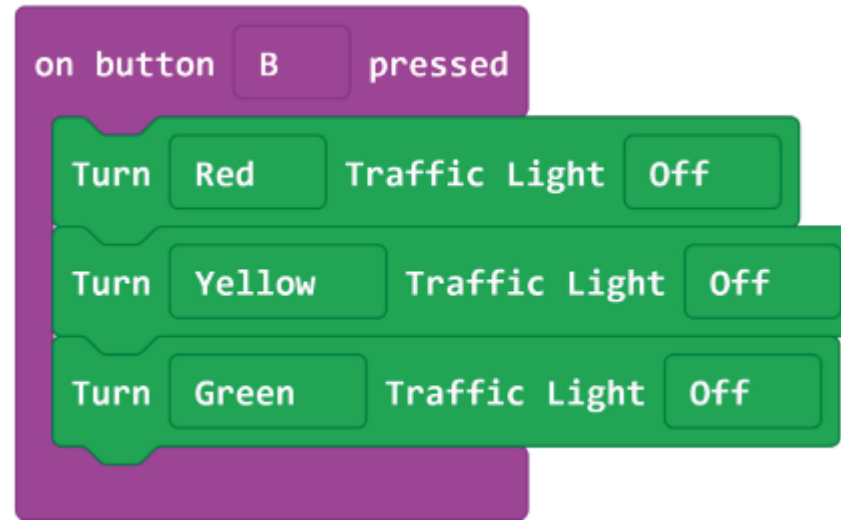 on button B pressed
Turn Red Traffic Light Off
Turn Yellow Traffic Light Off
Turn Green Traffic Light Off